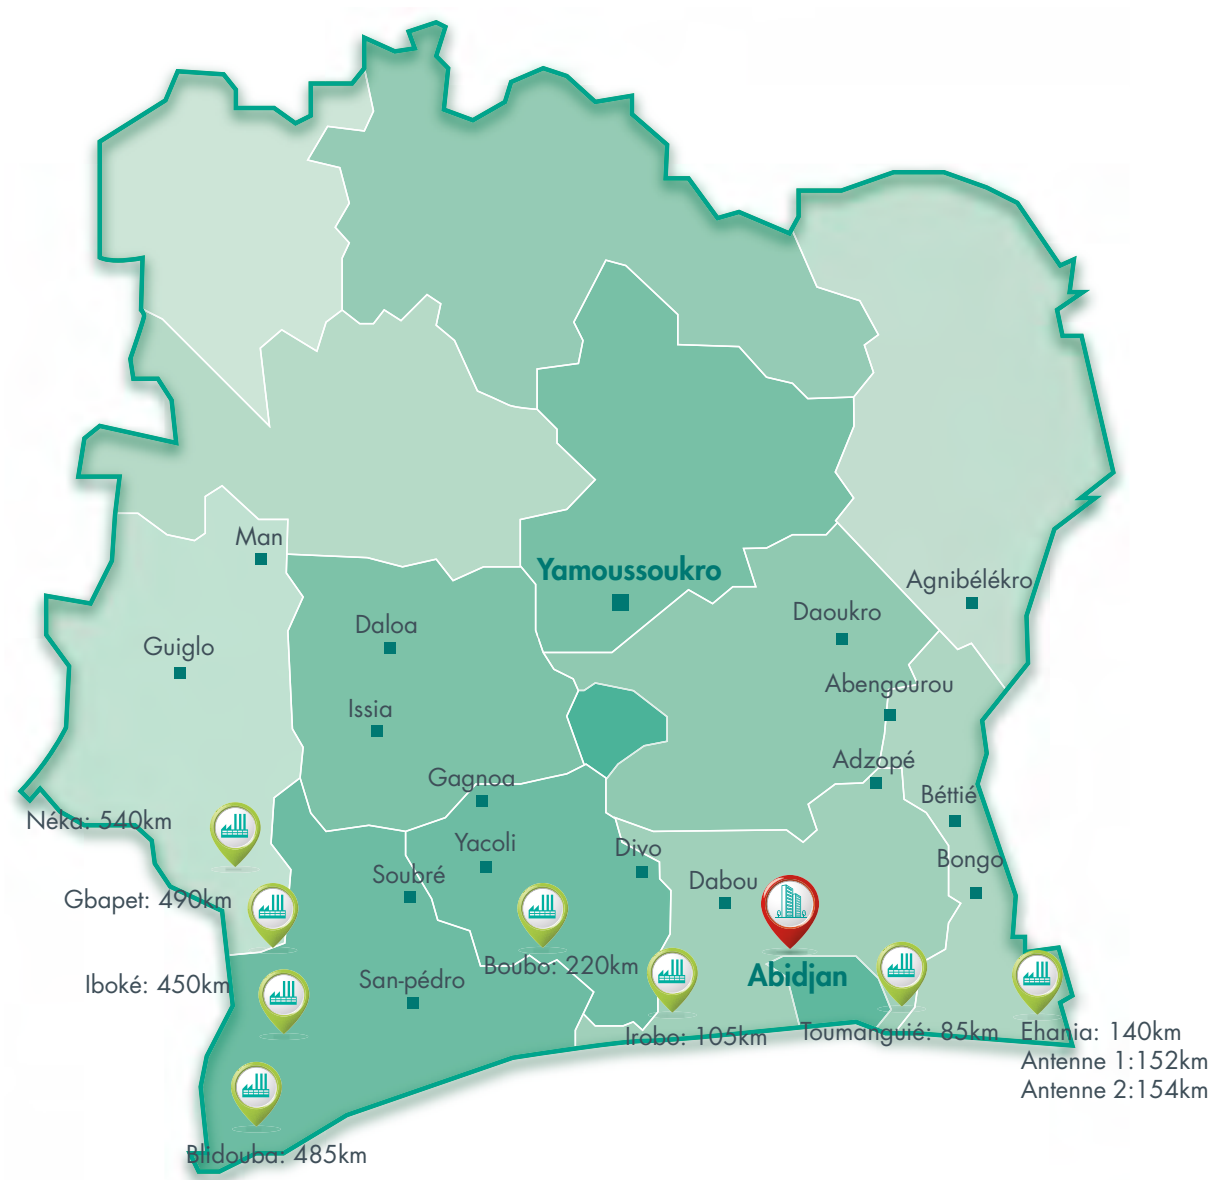 Man
Yamoussoukro
Agnibélékro
Daoukro
Daloa
Guiglo
Abengourou
Issia
Adzopé
Gagnoa
Béttié
Néka: 540km
Yacoli
Divo
Bongo
Soubré
Dabou
Gbapet: 490km
Boubo: 220km
Abidjan
San-pédro
Iboké: 450km
Irobo: 105km
Toumanguié: 85km
Ehania: 140km
Antenne 1:152km
Antenne 2:154km
Blidouba: 485km